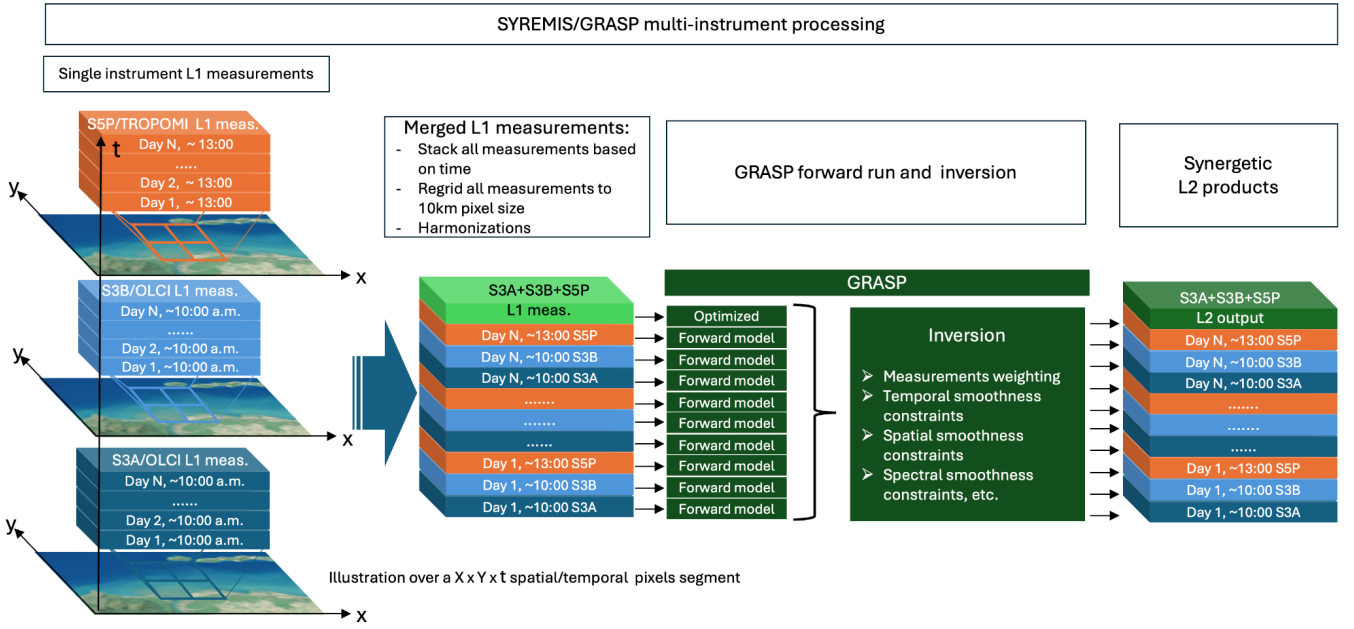 SYREMIS/GRASP multi-instrument processing
Single instrument L1 measurements
S5P/TROPOMI L1 meas.
t
Day N, ~ 13:00
.....
Day 2, ~ 13:00
Day 1, ~ 13:00
y
x
S3B/OLCI L1 meas.
Day N, ~10:00 a.m.
......
Day 2, ~10:00 a.m.
Day 1, ~10:00 a.m.
y
x
S3A/OLCI L1 meas.
Day N, ~10:00 a.m.
......
Day 2, ~10:00 a.m.
Day 1, ~10:00 a.m.
y
x
Merged L1 measurements:
- Stack all measurements based
on time
- Regrid all measurements to
10km pixel size
- Harmonizations
S3A+S3B+S5P
L1 meas.
Day N, ~13:00 S5P
Day N, ~10:00 S3B
Day N, ~10:00 S3A
.......
.......
......
Day 1, ~13:00 S5P
Day 1, ~10:00 S3B
Day 1, ~10:00 S3A
GRASP forward run and inversion
GRASP
Optimized
Forward model
Forward model
Forward model
Forward model
Forward model
Forward model
Forward model
Forward model
Forward model
Inversion
➢ Measurements weighting
➢ Temporal smoothness
constraints
➢ Spatial smoothness
constraints
➢ Spectral smoothness
constraints, etc.
Synergetic
L2 products
S3A+S3B+S5P
L2 output
Day N, ~13:00 S5P
Day N, ~10:00 S3B
Day N, ~10:00 S3A
.......
.......
......
Day 1, ~13:00 S5P
Day 1, ~10:00 S3B
Day 1, ~10:00 S3A
Illustration over a X x Y x t spatial/temporal pixels segment